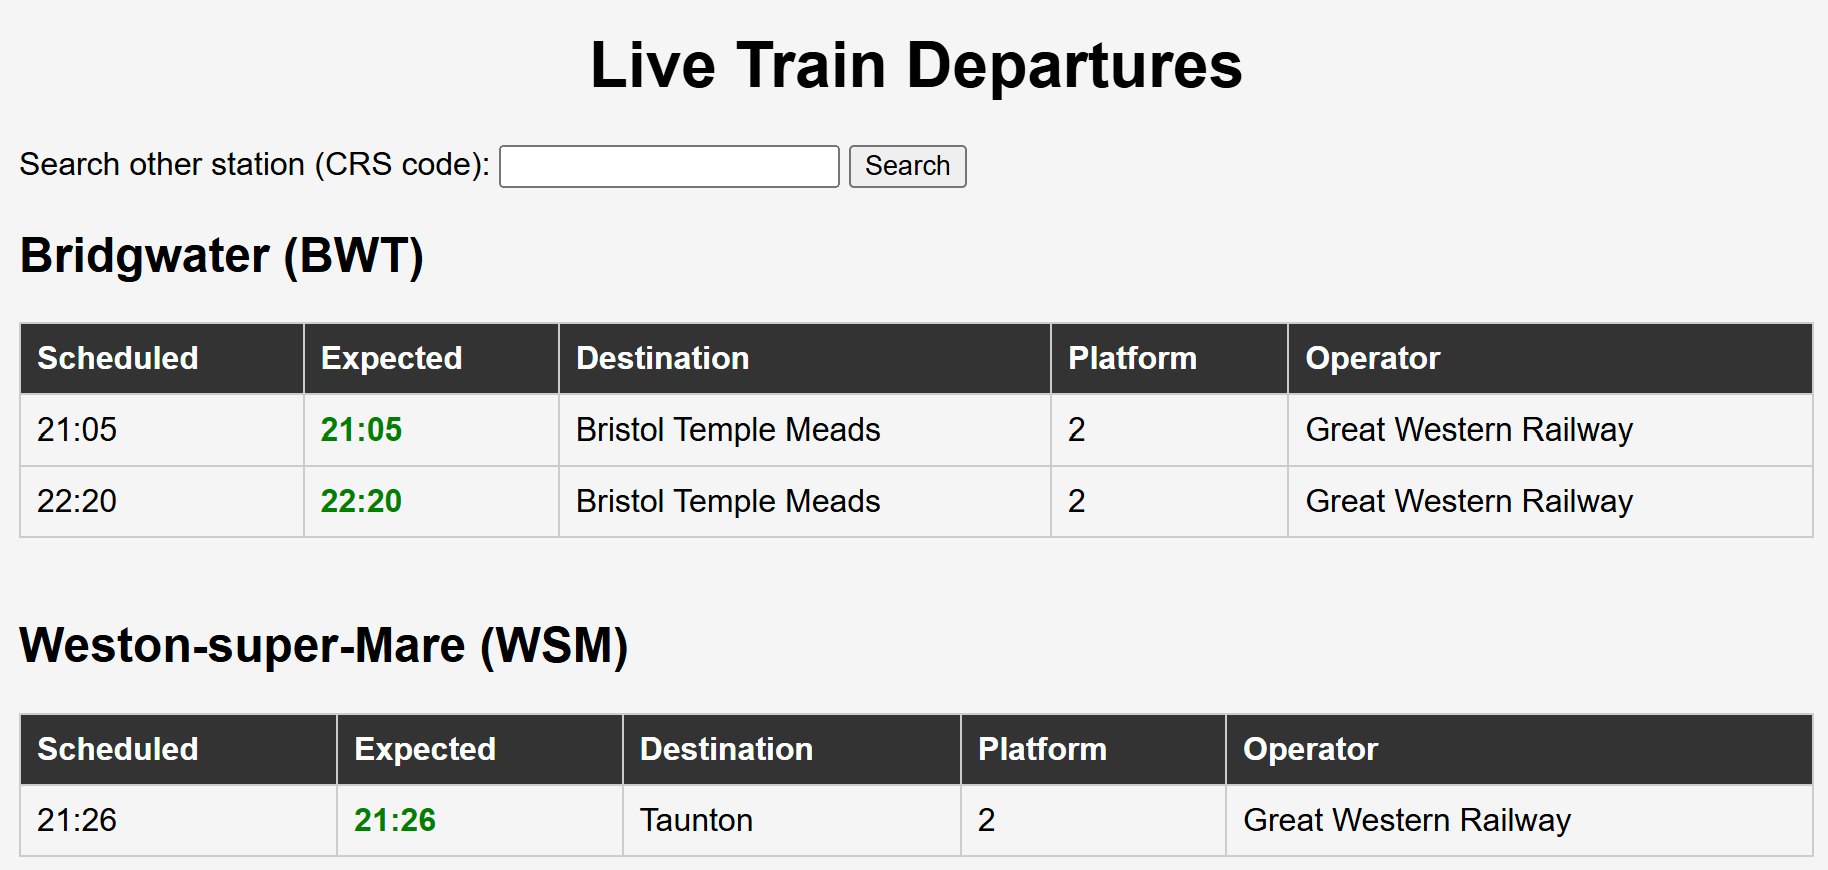 Live Train Departures
Search other station (CRS code): Search
Bridgwater (BWT)
Scheduled Expected Destination Platform Operator
21:05 21:05 Bristol Temple Meads 2 Great Western Railway
22:20 22:20 Bristol Temple Meads 2 Great Western Railway
Weston-super-Mare (WSM)
Scheduled Expected Destination Platform Operator
21:26 21:26 Taunton 2 Great Western Railway